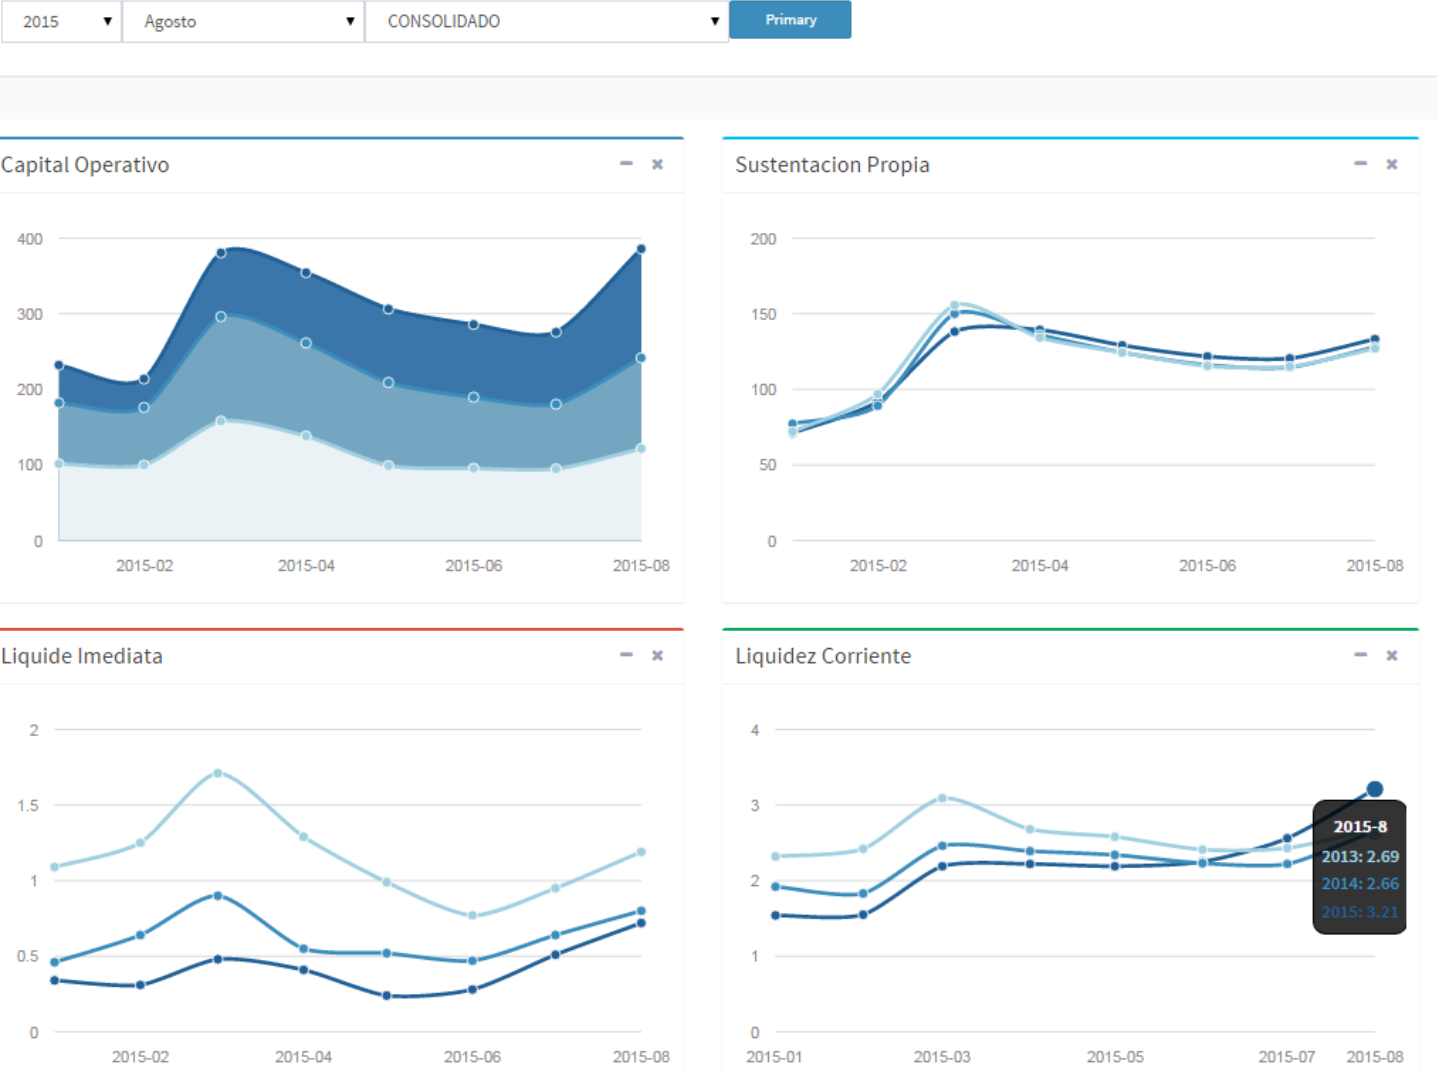 2015 ▼ Agosto ▼ CONSOLIDADO ▼ Primary
Capital Operativo
400
300
200
100
0
2015-02 2015-04 2015-06 2015-08
Sustentacion Propia
200
150
100
50
0
2015-02 2015-04 2015-06 2015-08
Liquide Imediata
2
1.5
1
0.5
0
2015-02 2015-04 2015-06 2015-08
Liquidez Corriente
4
3
2
1
0
2015-8
2013: 2.69
2014: 2.66
2015: 3.21
2015-01 2015-03 2015-05 2015-07 2015-08